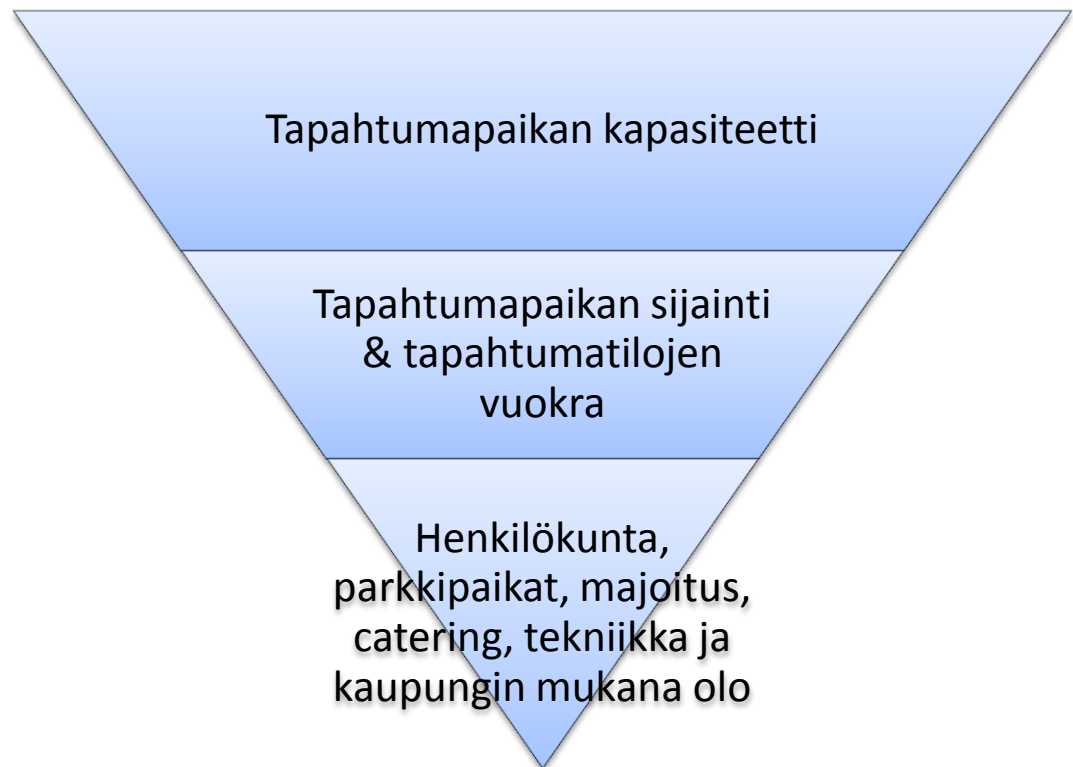 Tapahtumapaikan kapasiteetti
Tapahtumapaikan sijainti
& tapahtumatilojen
vuokra
Henkilökunta,
parkkipaikat, majoitus,
catering, tekniikka ja
kaupungin mukana olo